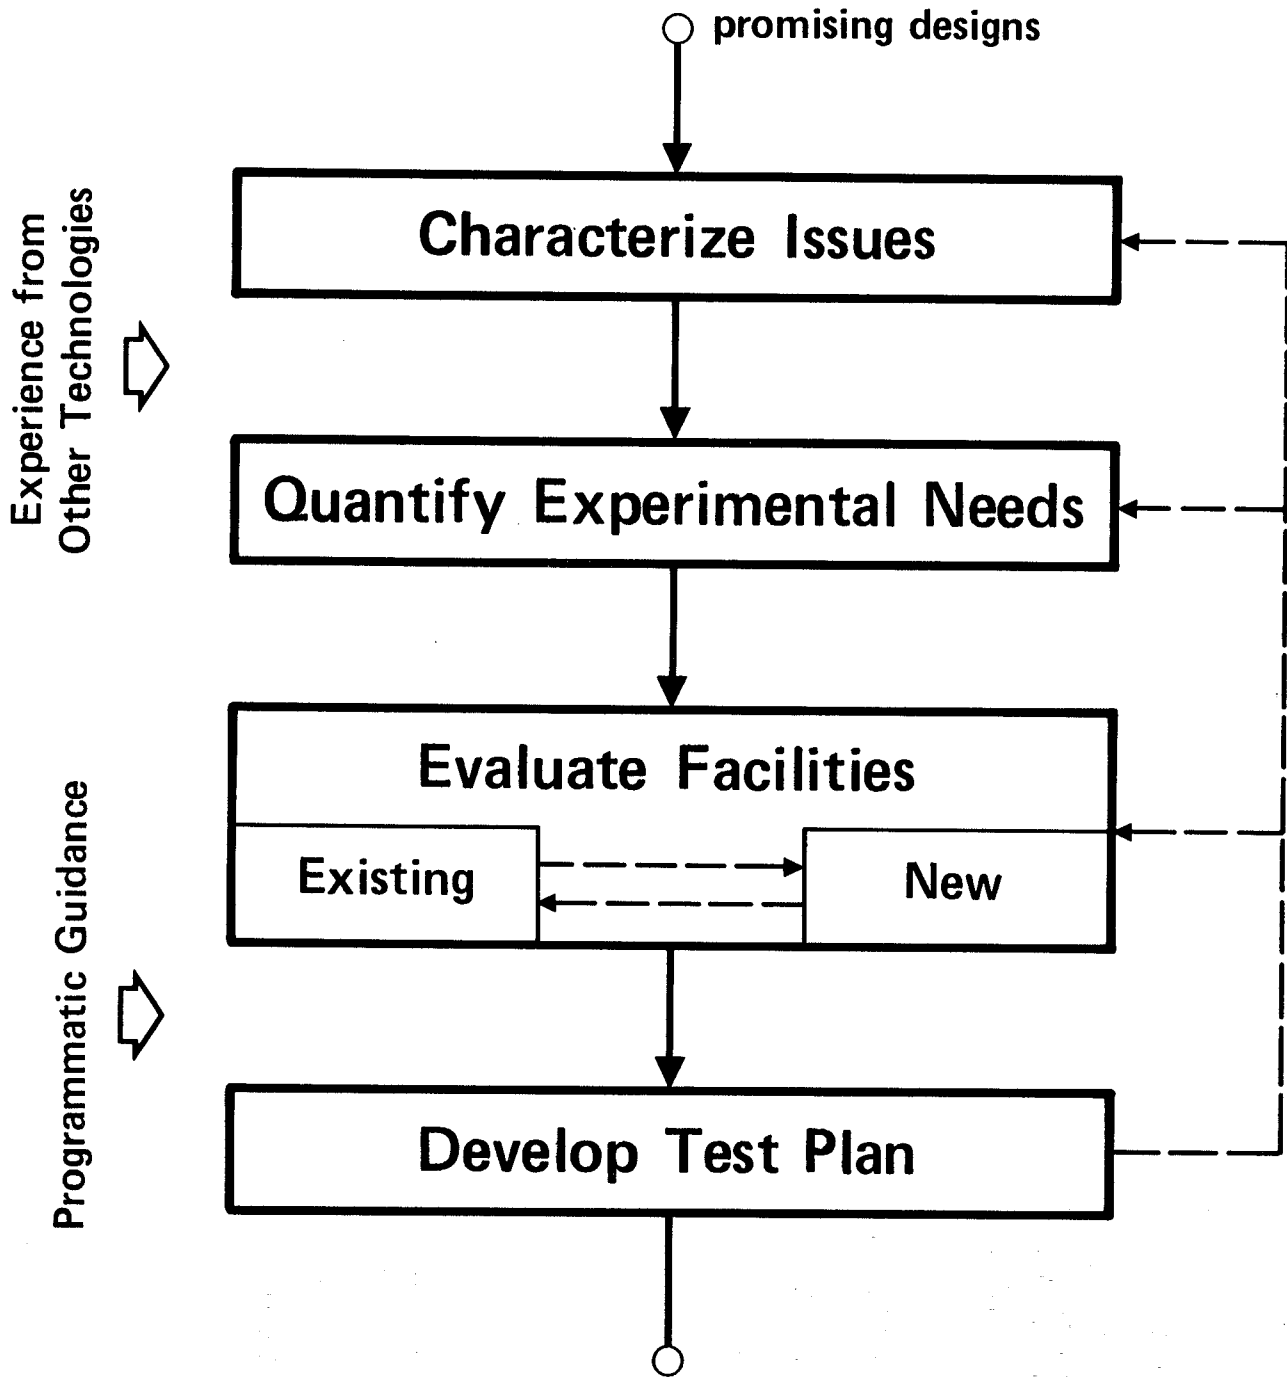 promising designs
Characterize Issues
Experience from
Other Technologies
Quantify Experimental Needs
Evaluate Facilities
Existing
New
Programmatic Guidance
Develop Test Plan